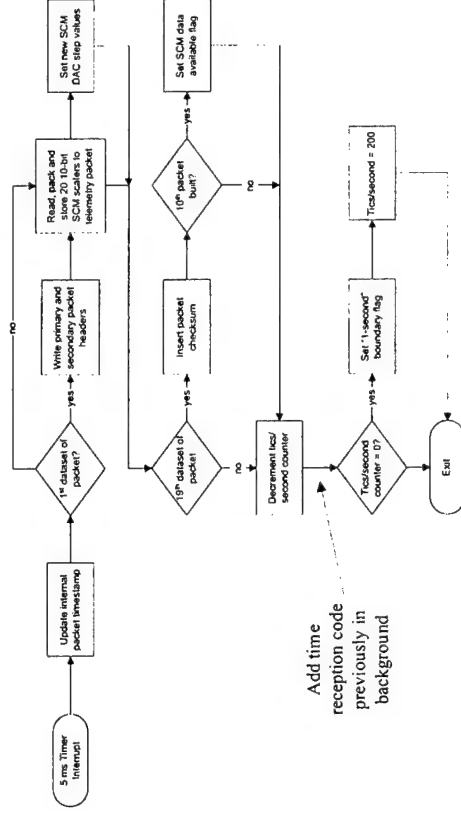 5 ms Timer
Interrupt
Update internal
packet timestamp
1st dataset of
packet?
no
yes
Write primary and
secondary packet
headers
Read, pack and
store 20 10-bit
SCM scalers to
telemetry packet
Set new SCM
DAC step values
19th dataset of
packet
yes
no
Insert packet
checksum
10th packet
built?
yes
no
Set SCM data
available flag
Decrement tics/
second counter
Add time
reception code
previously in
background
Tics/second
counter = 0?
yes
Set "1-second"
boundary flag
Tics/second = 200
Exit